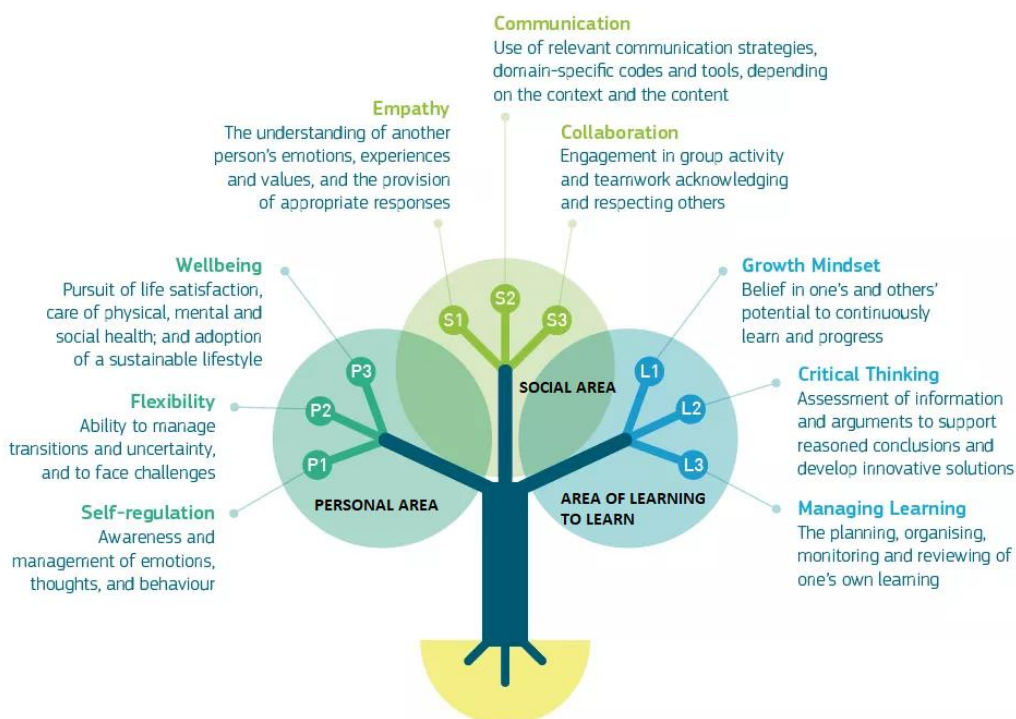 Communication
Use of relevant communication strategies,
domain-specific codes and tools, depending
on the context and the content
Empathy
The understanding of another
person's emotions, experiences
and values, and the provision
of appropriate responses
Collaboration
Engagement in group activity
and teamwork acknowledging
and respecting others
Wellbeing
Pursuit of life satisfaction,
care of physical, mental and
social health; and adoption
of a sustainable lifestyle
Flexibility
Ability to manage
transitions and uncertainty,
and to face challenges
Self-regulation
Awareness and
management of emotions,
thoughts, and behaviour
S1
S2
S3
SOCIAL AREA
P3
P2
P1
PERSONAL AREA
L1
L2
L3
AREA OF LEARNING
TO LEARN
Growth Mindset
Belief in one's and others'
potential to continuously
learn and progress
Critical Thinking
Assessment of information
and arguments to support
reasoned conclusions and
develop innovative solutions
Managing Learning
The planning, organising,
monitoring and reviewing of
one's own learning